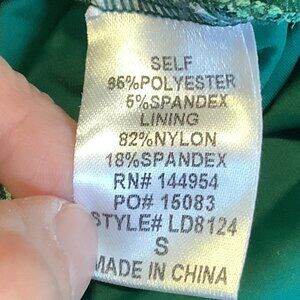 SELF
95%POLYESTER
5%SPANDEX
LINING
82%NYLON
18%SPANDEX
RN# 144954
PO# 15083
STYLE# LD8124
S
MADE IN CHINA